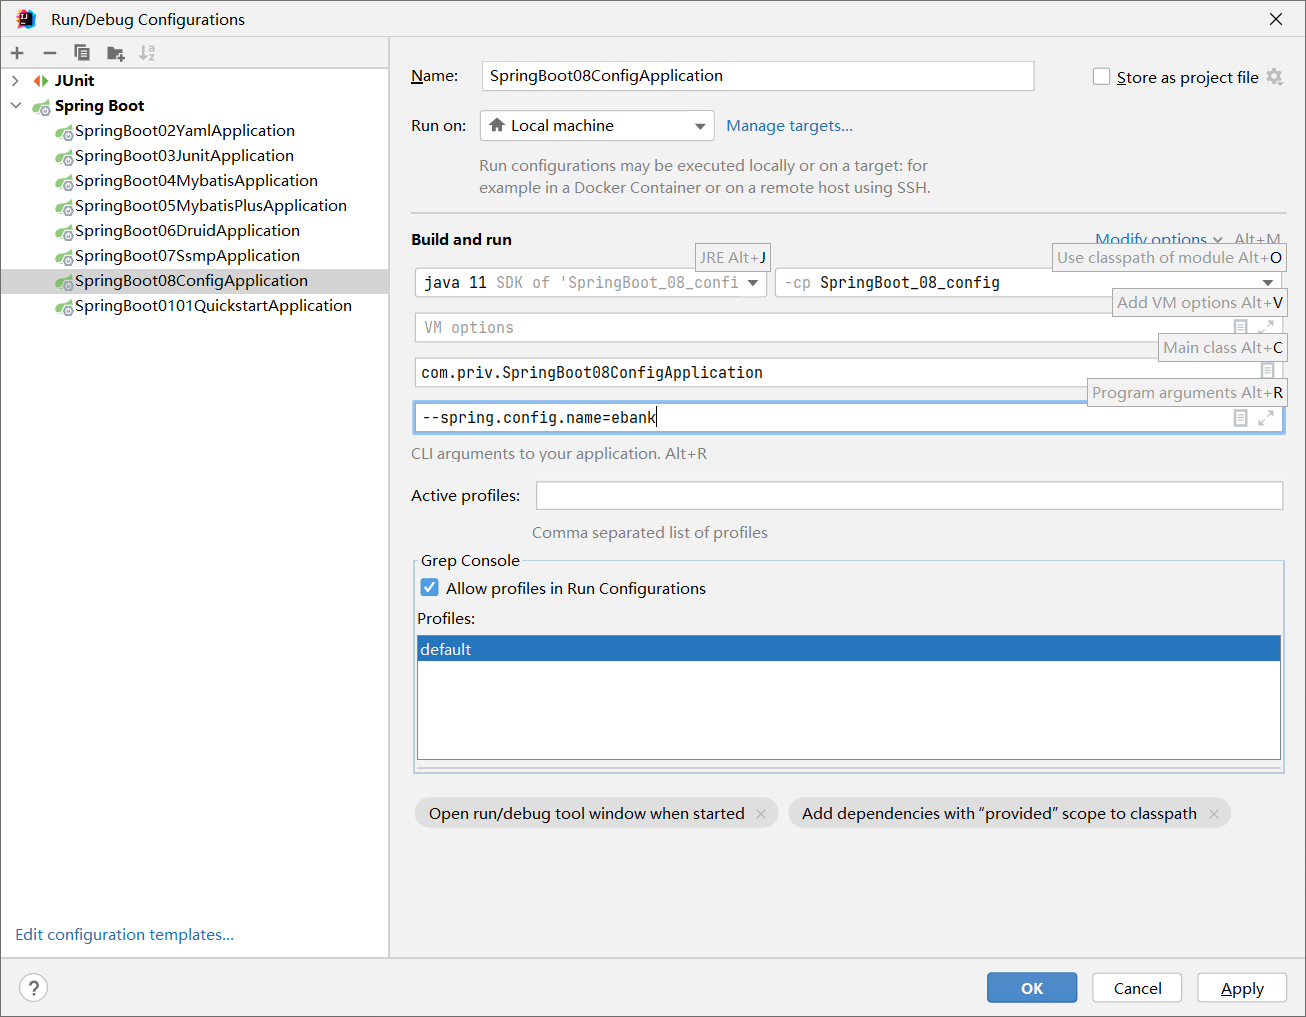 Run/Debug Configurations
JUnit
Spring Boot
SpringBoot02YamlApplication
SpringBoot03JunitApplication
SpringBoot04MybatisApplication
SpringBoot05MybatisPlusApplication
SpringBoot06DruidApplication
SpringBoot07SsmpApplication
SpringBoot08ConfigApplication
SpringBoot0101QuickstartApplication
Edit configuration templates...
Name: SpringBoot08ConfigApplication Store as project file
Run on: Local machine Manage targets...
Run configurations may be executed locally or on a target: for
example in a Docker Container or on a remote host using SSH.
Build and run Modify options Alt+M
JRE Alt+J Use classpath of module Alt+O
java 11 SDK of 'SpringBoot_08_confi -cp SpringBoot_08_config
Add VM options Alt+V
VM options
Main class Alt+C
com.priv.SpringBoot08ConfigApplication
Program arguments Alt+R
--spring.config.name=ebank
CLI arguments to your application. Alt+R
Active profiles:
Comma separated list of profiles
Grep Console
Allow profiles in Run Configurations
Profiles:
default
Open run/debug tool window when started × Add dependencies with “provided” scope to classpath ×
? OK Cancel Apply